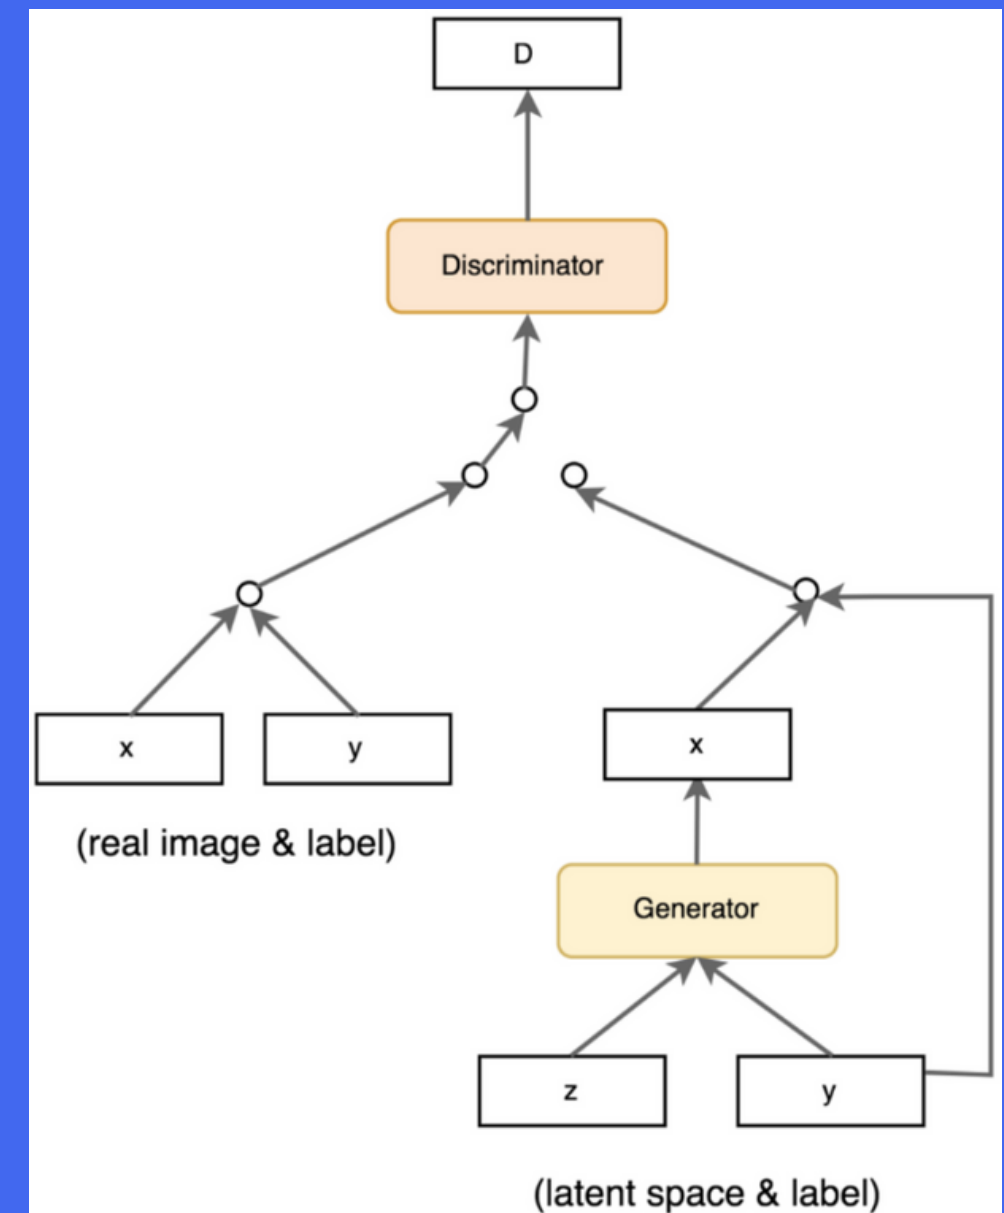 D
Discriminator
x
y
(real image & label)
x
Generator
z
y
(latent space & label)